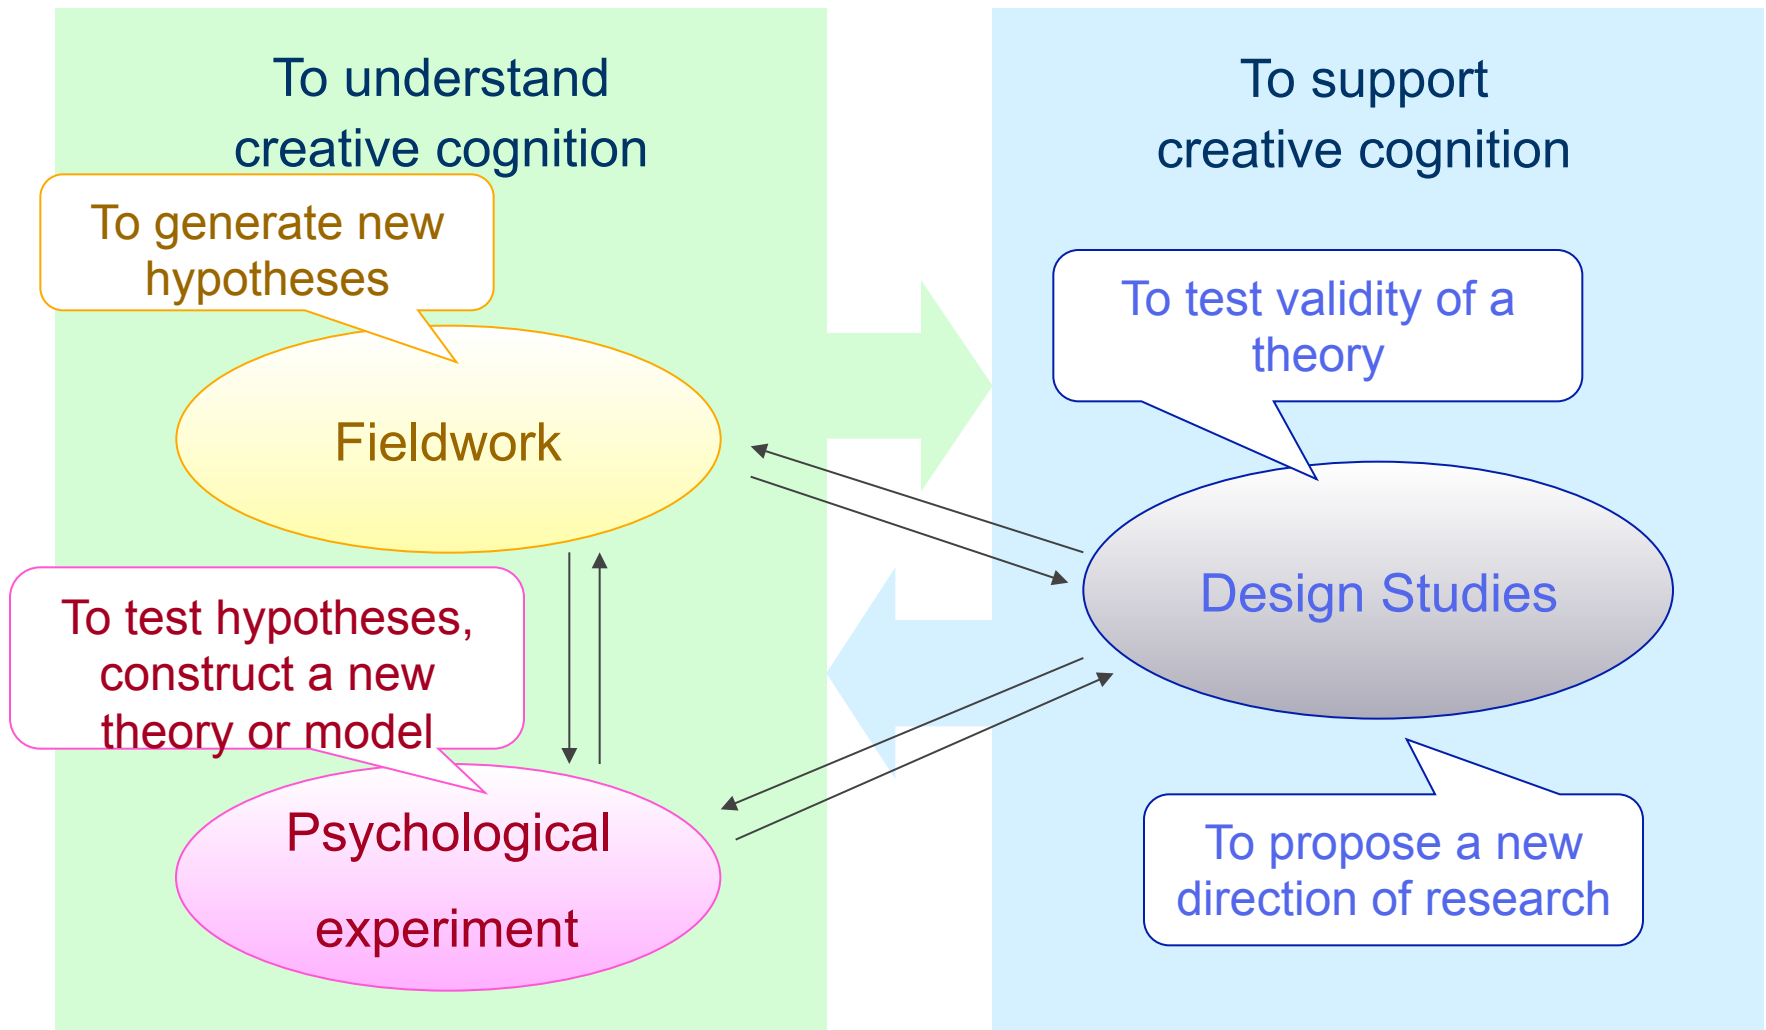 To understand
creative cognition
To generate new
hypotheses
Fieldwork
To test hypotheses,
construct a new
theory or model
Psychological
experiment
To support
creative cognition
To test validity of a
theory
Design Studies
To propose a new
direction of research